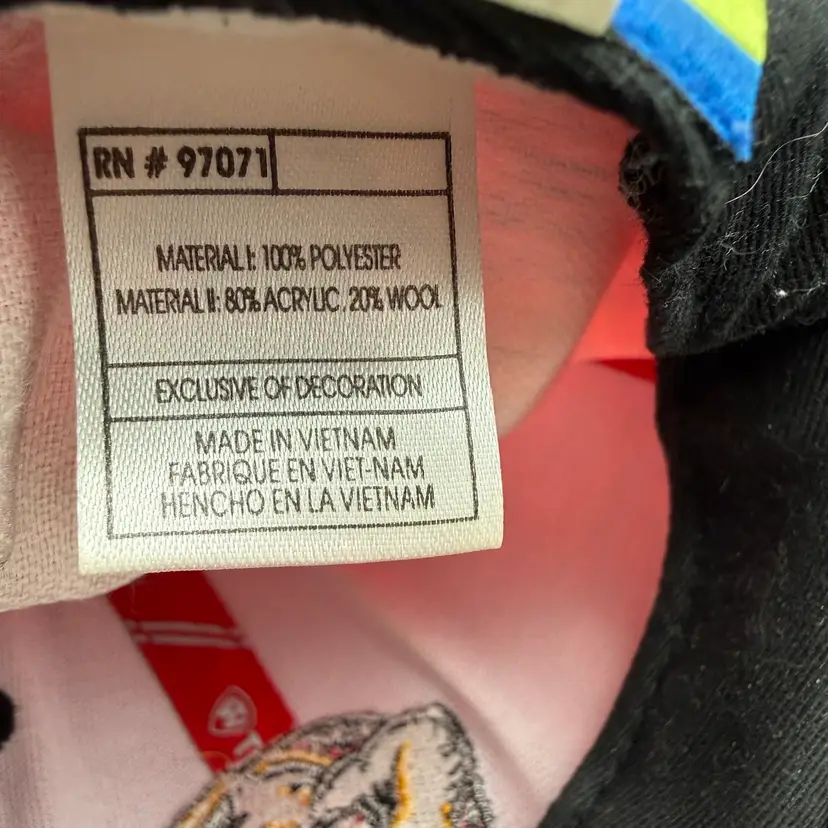 RN # 97071
MATERIAL I: 100% POLYESTER
MATERIAL II: 80% ACRYLIC. 20% WOOL
EXCLUSIVE OF DECORATION
MADE IN VIETNAM
FABRIQUE EN VIET-NAM
HENCHO EN LA VIETNAM